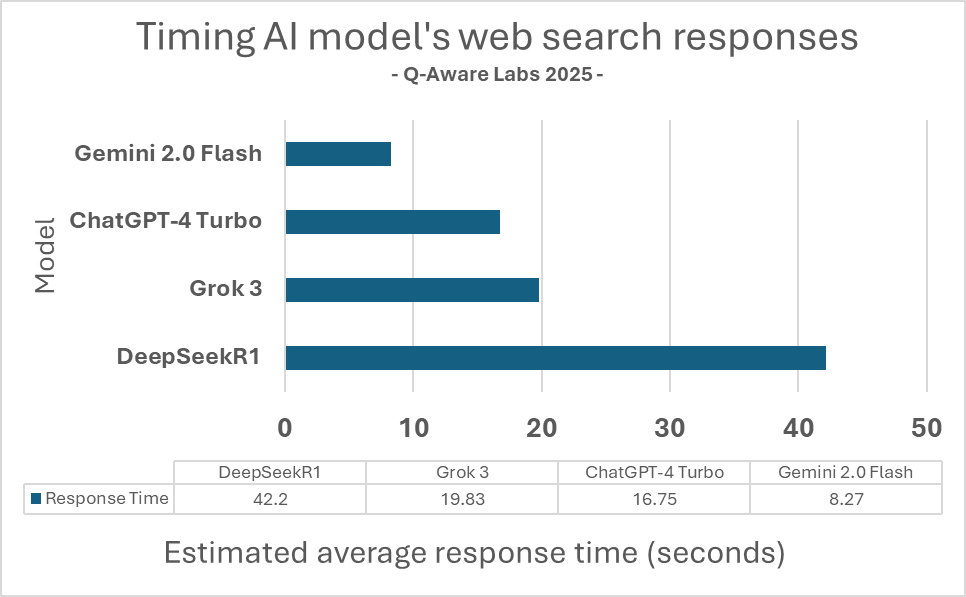 Timing AI model's web search responses
- Q-Aware Labs 2025 -
Model
Gemini 2.0 Flash
ChatGPT-4 Turbo
Grok 3
DeepSeekR1
0 10 20 30 40 50
DeepSeekR1 Grok 3 ChatGPT-4 Turbo Gemini 2.0 Flash
Response Time 42.2 19.83 16.75 8.27
Estimated average response time (seconds)